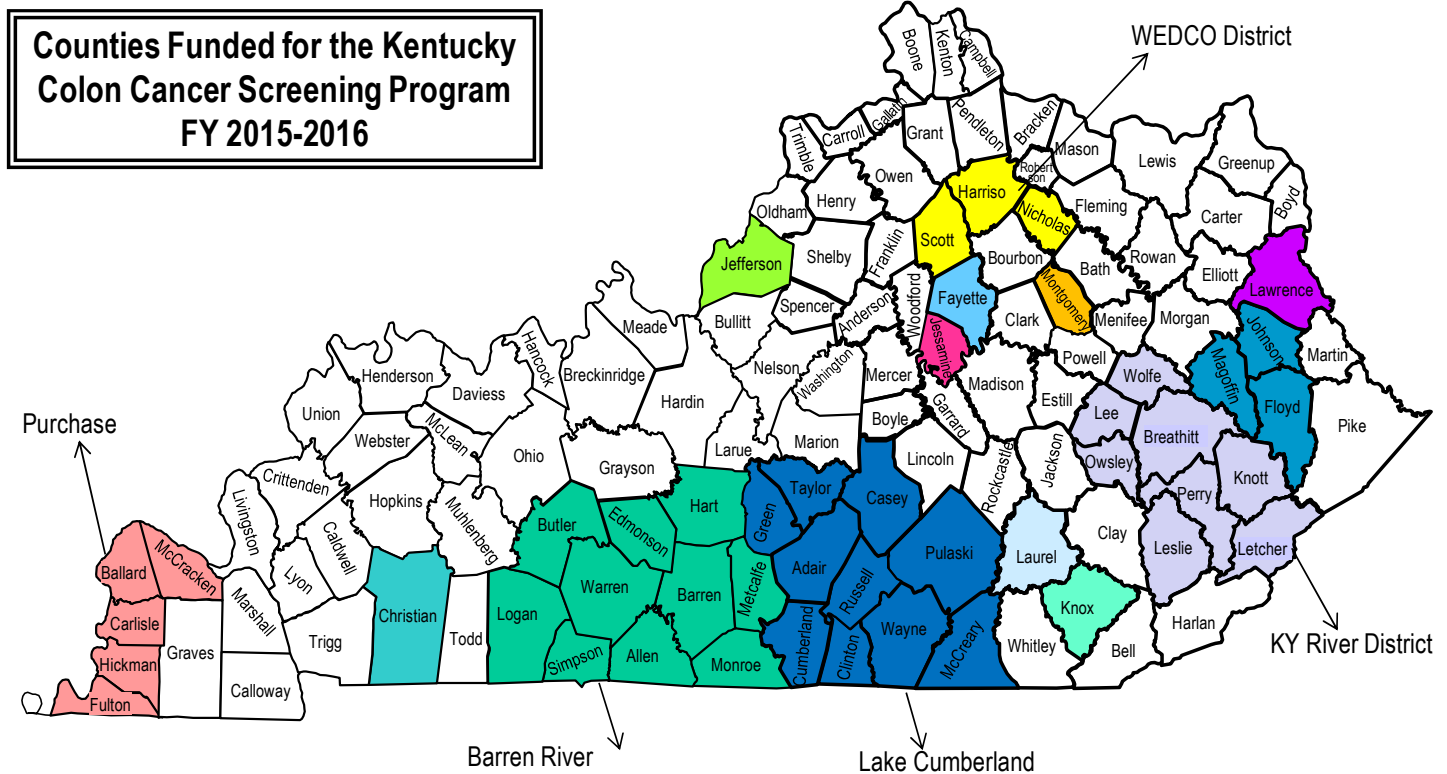 Counties Funded for the Kentucky
Colon Cancer Screening Program
FY 2015-2016
WEDCO District
Boone
Kenton
Campbell
Gallatin
Carroll
Trimble
Grant
Pendleton
Bracken
Mason
Robert
son
Lewis
Greenup
Boyd
Owen
Henry
Oldham
Harriso
Nicholas
Fleming
Carter
Scott
Franklin
Shelby
Jefferson
Bourbon
Bath
Rowan
Elliott
Lawrence
Spencer
Anderson
Woodford
Fayette
Montgomery
Clark
Menifee
Morgan
Johnson
Martin
Bullitt
Meade
Hancock
Breckinridge
Nelson
Washington
Mercer
Jessamine
Madison
Powell
Estill
Wolfe
Magoffin
Floyd
Pike
Henderson
Daviess
Union
Webster
McLean
Hardin
Boyle
Garrard
Lee
Breathitt
Owsley
Knott
Perry
Purchase
Ohio
Grayson
Larue
Marion
Lincoln
Rockcastle
Jackson
Crittenden
Livingston
Hopkins
Muhlenberg
Caldwell
Lyon
Butler
Edmonson
Hart
Green
Taylor
Casey
Pulaski
Laurel
Clay
Leslie
Letcher
McCracken
Ballard
Carlisle
Hickman
Fulton
Graves
Marshall
Calloway
Trigg
Christian
Todd
Logan
Warren
Simpson
Allen
Barren
Metcalfe
Monroe
Adair
Russell
Cumberland
Clinton
Wayne
McCreary
Whitley
Knox
Bell
Harlan
KY River District
Barren River
Lake Cumberland